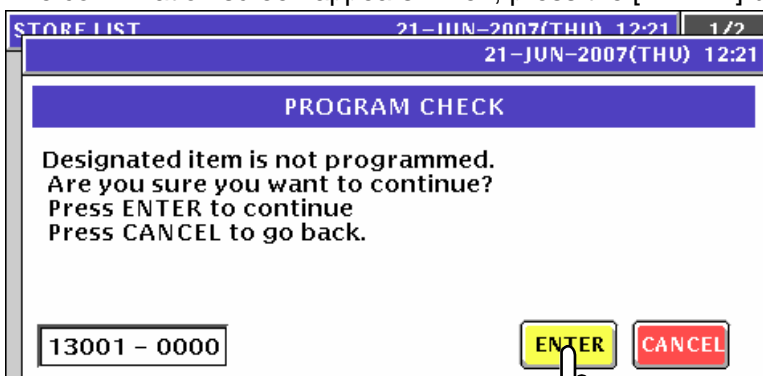 STORE LIST 21-JUN-2007(THU) 12:21 1/2
21-JUN-2007(THU) 12:21
PROGRAM CHECK
Designated item is not programmed.
Are you sure you want to continue?
Press ENTER to continue
Press CANCEL to go back.
13001 - 0000 ENTER CANCEL